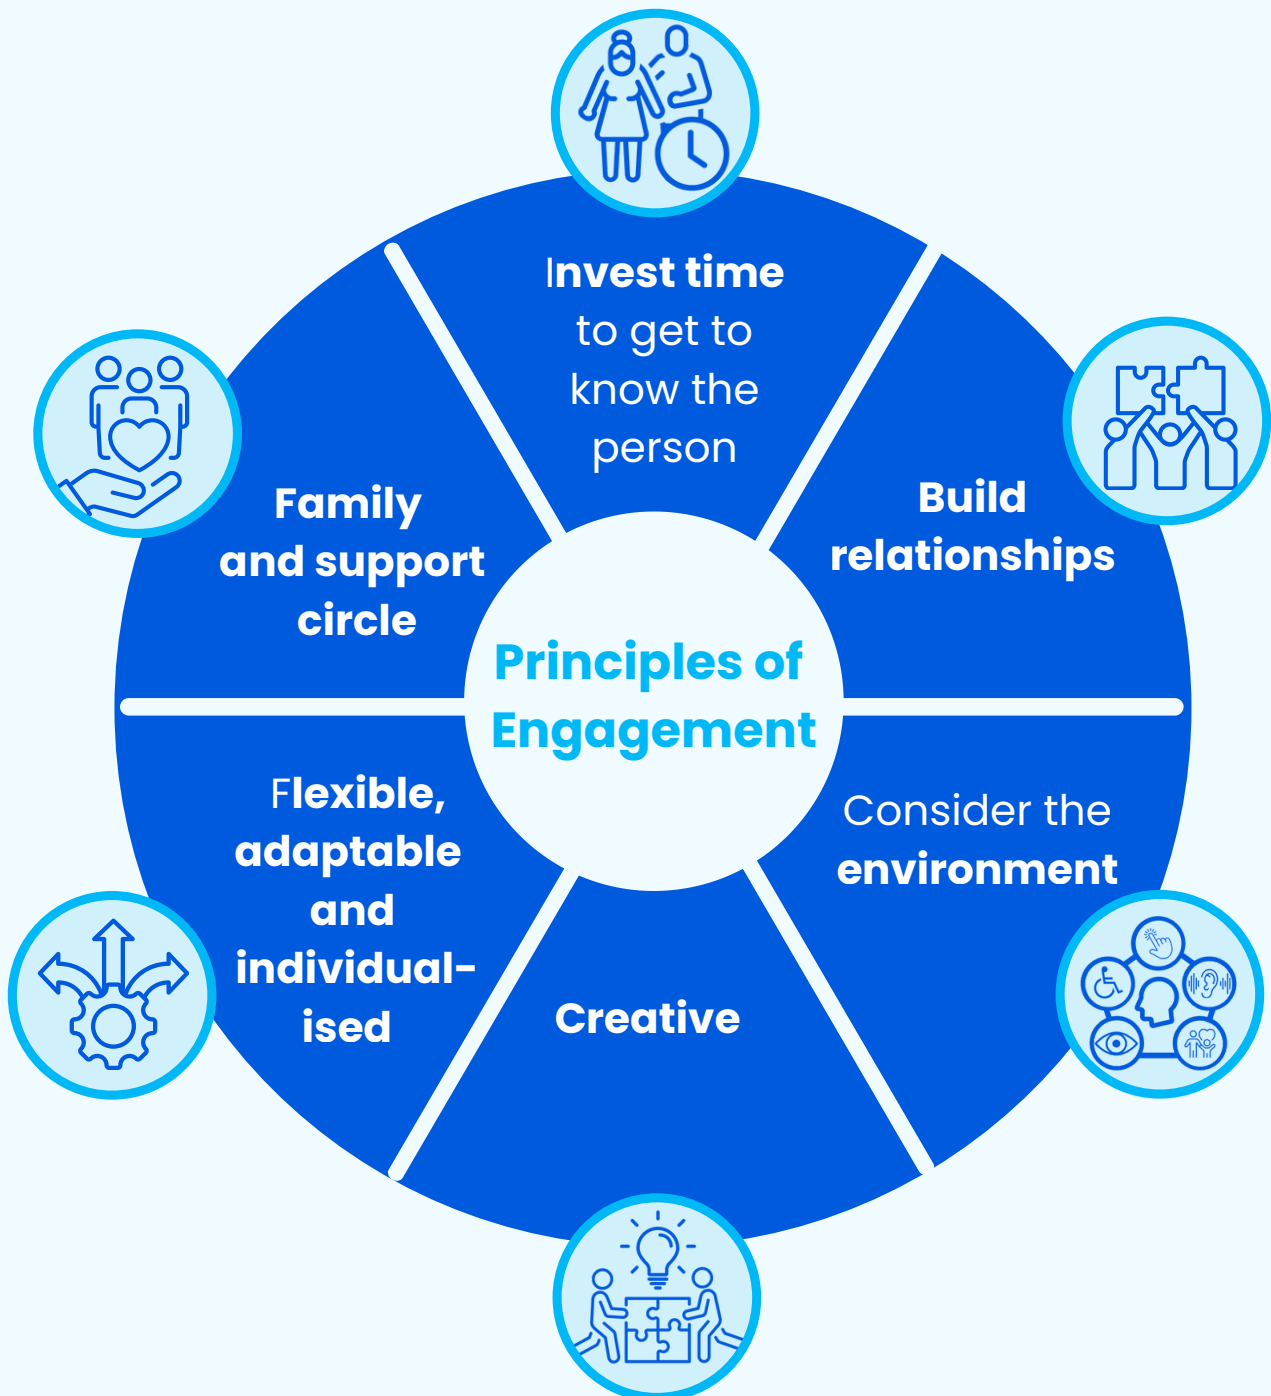 Invest time
to get to
know the
person
Build
relationships
Consider the
environment
Creative
Flexible,
adaptable
and
individual-
ised
Family
and support
circle
Principles of
Engagement